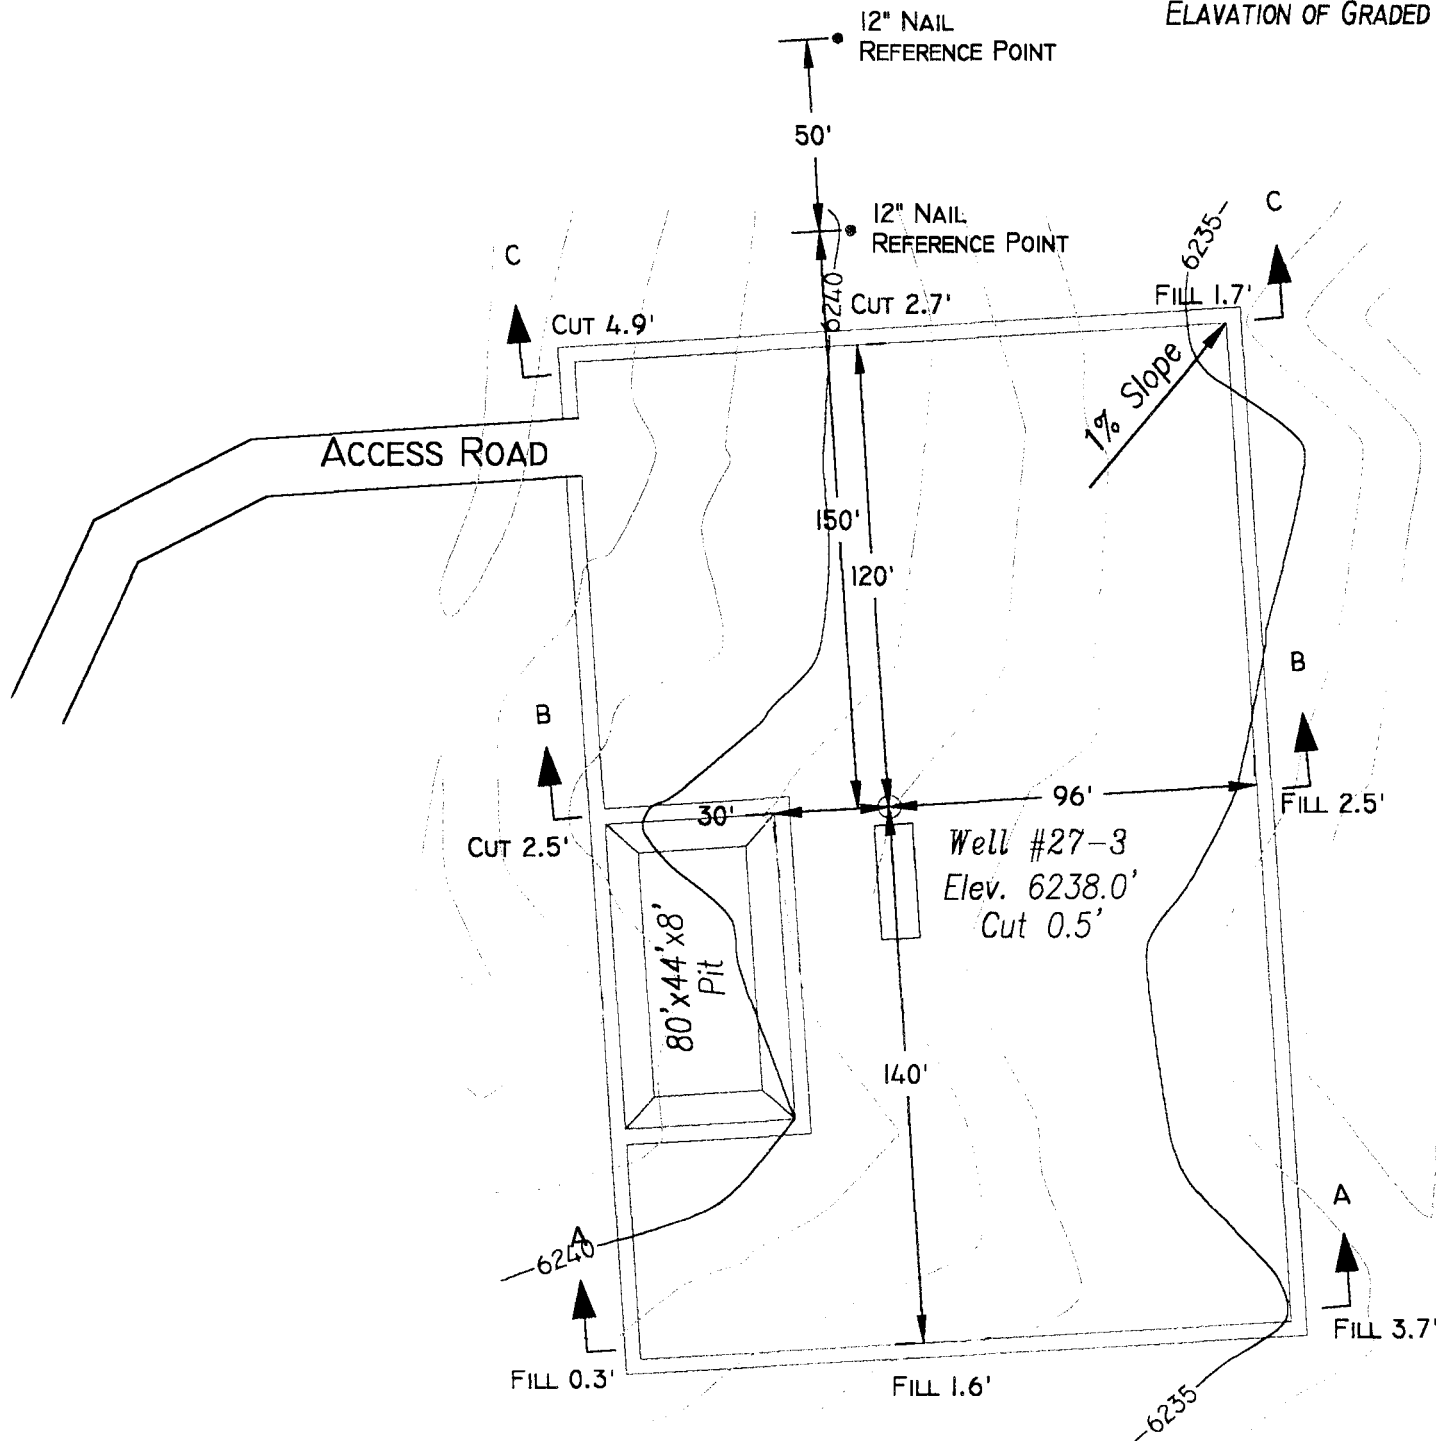 ELAVATION OF GRADED
12" NAIL
REFERENCE POINT
50'
12" NAIL
REFERENCE POINT
C
C
6235
6240
CUT 4.9'
CUT 2.7'
FILL 1.7'
1% Slope
ACCESS ROAD
150'
120'
B
B
30'
96'
CUT 2.5'
FILL 2.5'
Well #27-3
Elev. 6238.0'
Cut 0.5'
80'x44'x8'
Pit
140'
A
A
6240
FILL 0.3'
FILL 1.6'
FILL 3.7'
6235